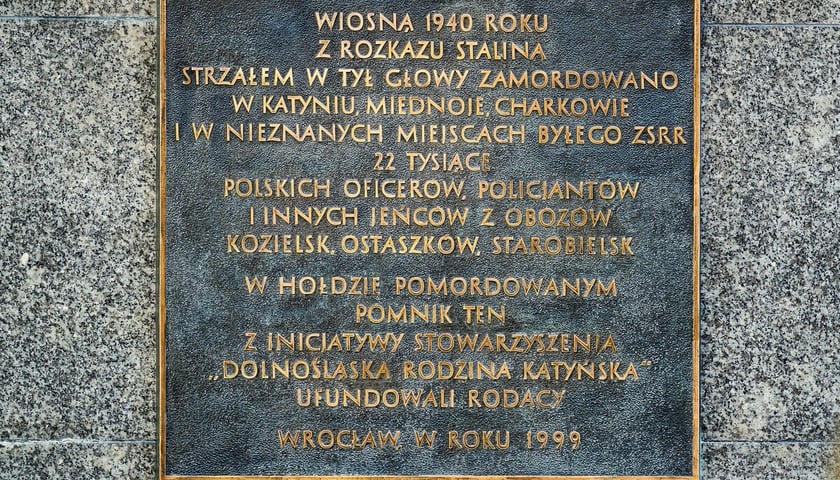 WIOSNĄ 1940 ROKU
Z ROZKAZU STALINA
STRZAŁEM W TYŁ GŁOWY ZAMORDOWANO
W KATYNIU, MIEDNOJE, CHARKOWIE
I W NIEZNANYCH MIEJSCACH BYŁEGO ZSRR
22 TYSIĄCE
POLSKICH OFICERÓW, POLICJANTÓW
I INNYCH JEŃCÓW Z OBOZÓW
KOZIELSK, OSTASZKÓW, STAROBIELSK
W HOŁDZIE POMORDOWANYM
POMNIK TEN
Z INICJATYWY STOWARZYSZENIA
„DOLNOŚLĄSKA RODZINA KATYŃSKA"
UFUNDOWALI RODACY
WROCŁAW, W ROKU 1999